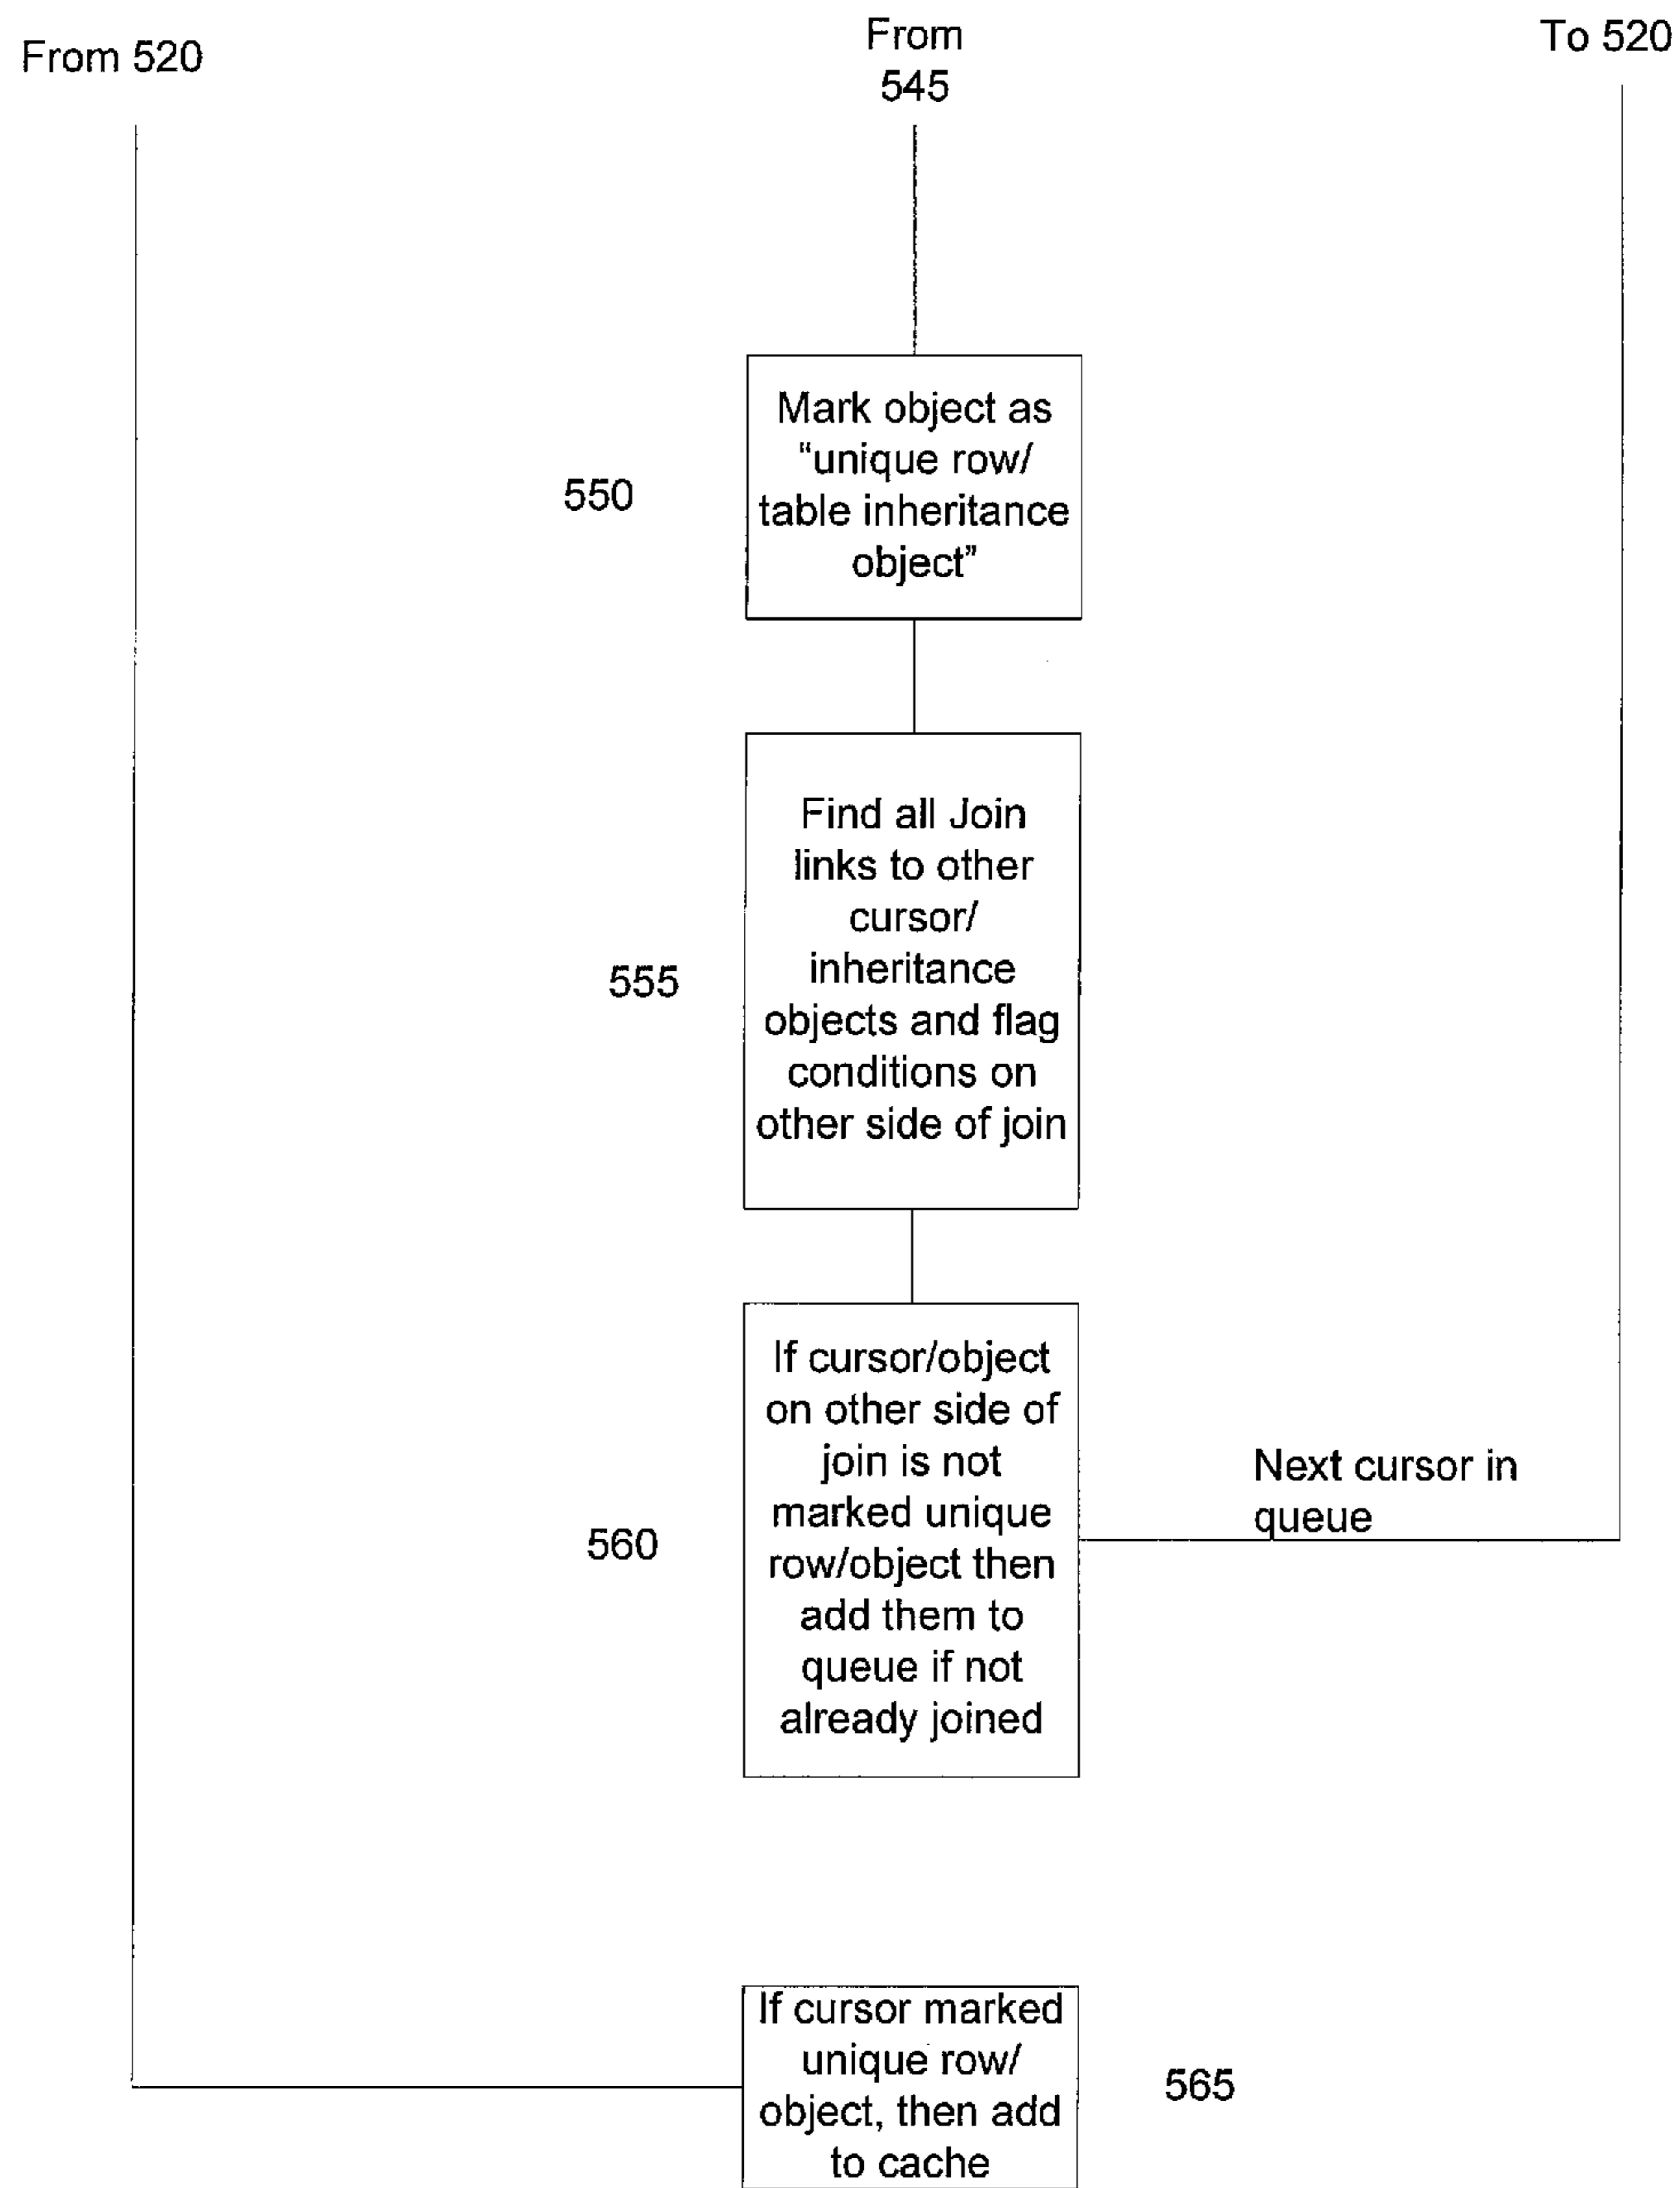 From 520
From
545
To 520
550
Mark object as
“unique row/
table inheritance
object”
555
Find all Join
links to other
cursor/
inheritance
objects and flag
conditions on
other side of join
560
If cursor/object
on other side of
join is not
marked unique
row/object then
add them to
queue if not
already joined
Next cursor in
queue
If cursor marked
unique row/
object, then add
to cache
565